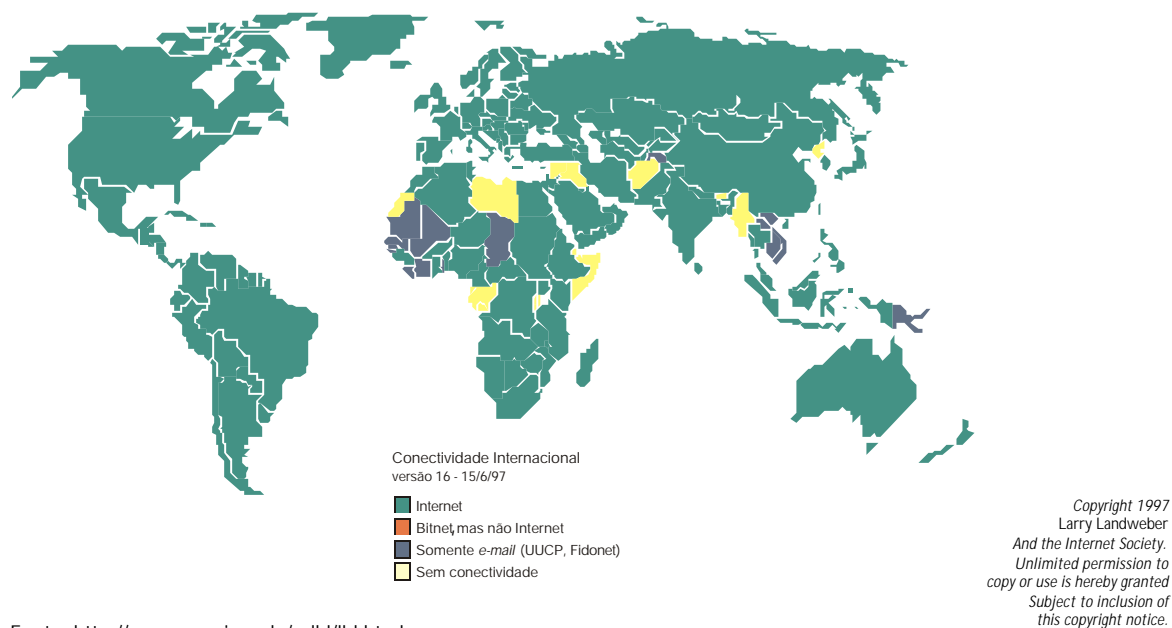 Conectividade Internacional
versão 16 - 15/6/97
Internet
Bitnet, mas não Internet
Somente e-mail (UUCP, Fidonet)
Sem conectividade
Copyright 1997
Larry Landweber
And the Internet Society.
Unlimited permission to
copy or use is hereby granted
Subject to inclusion of
this copyright notice.